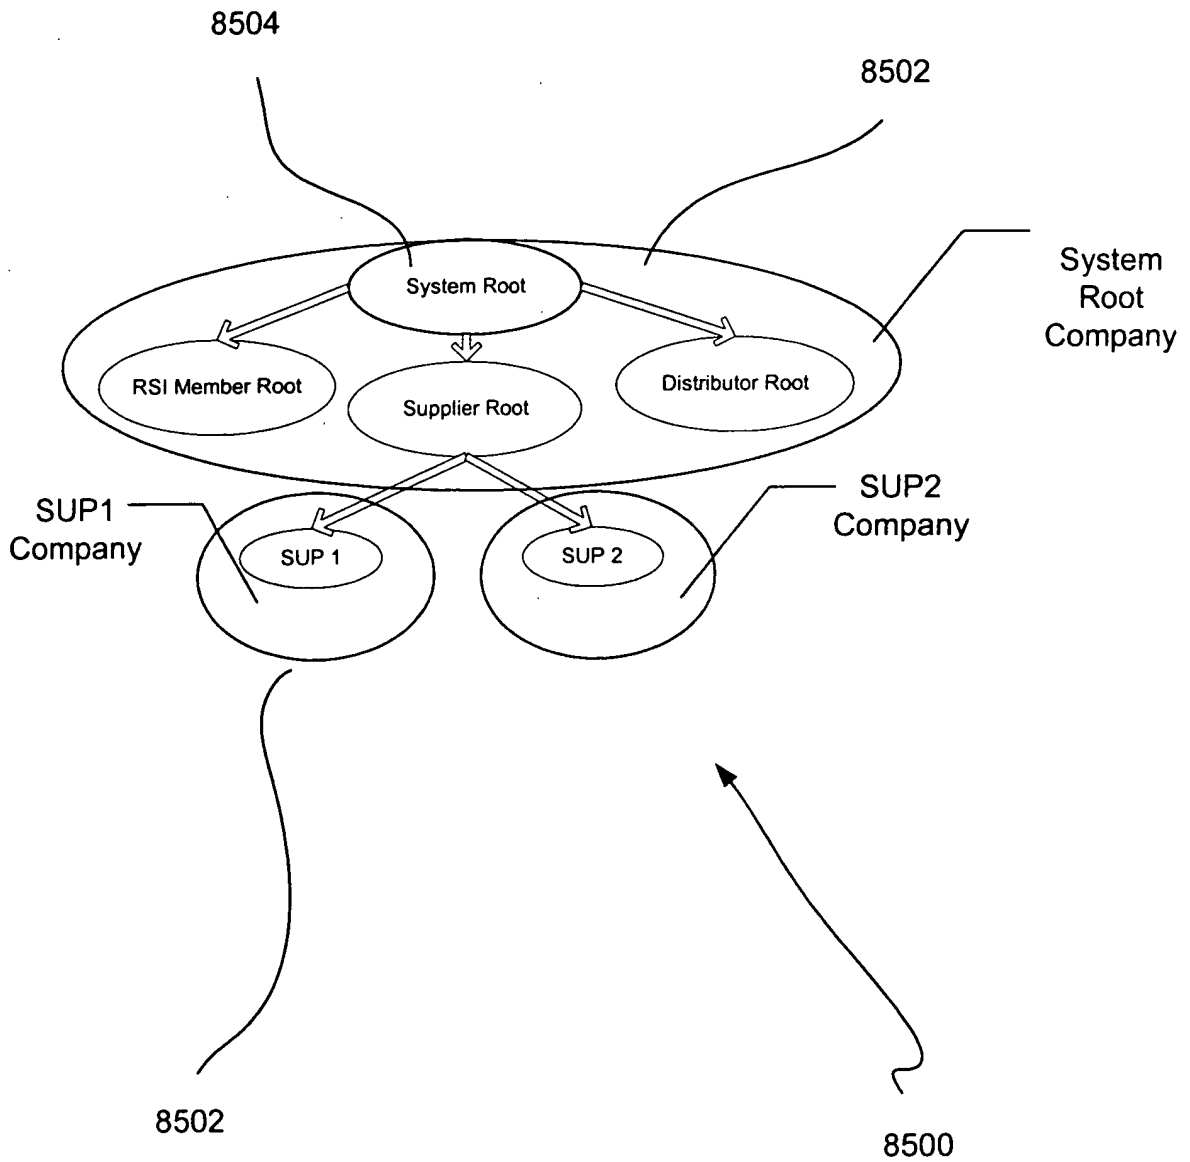 8504
8502
System Root
System
Root
Company
RSI Member Root
Supplier Root
Distributor Root
SUP1
Company
SUP2
Company
SUP 1
SUP 2
8502
8500